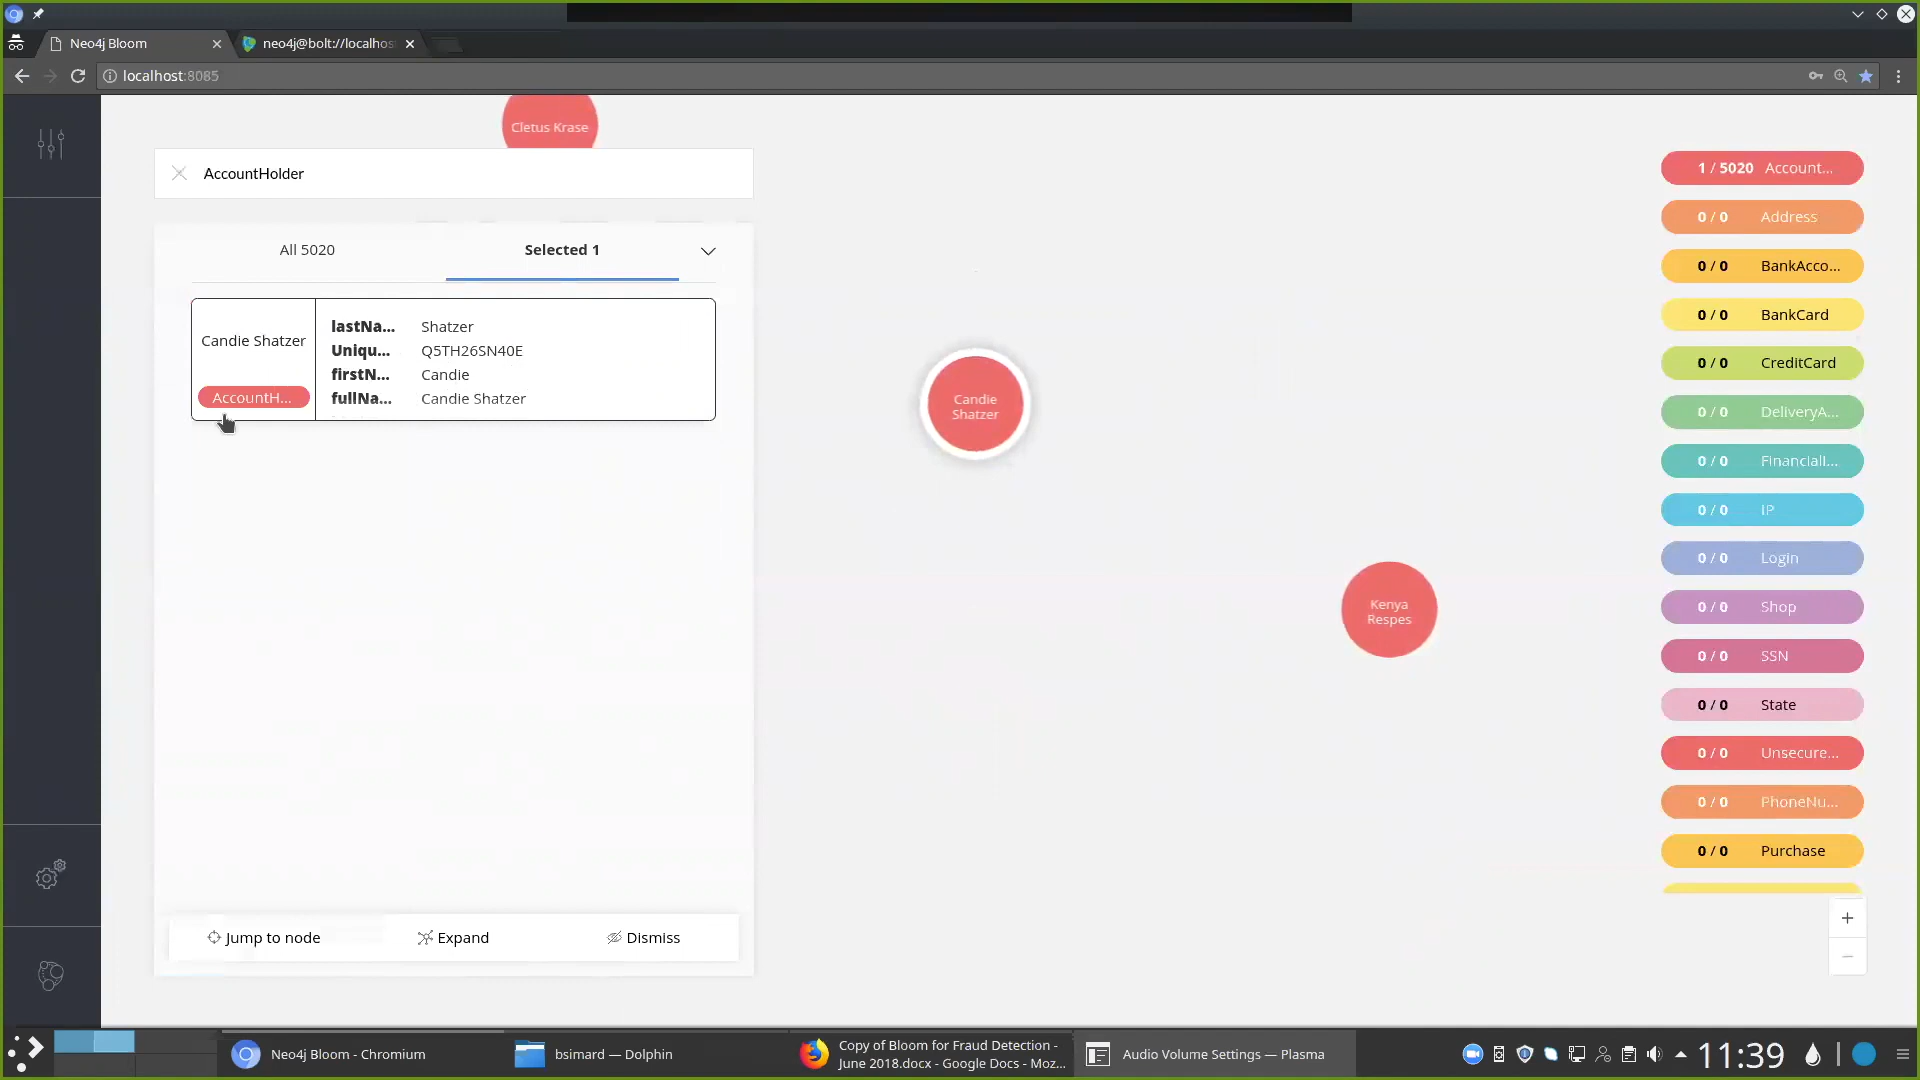 Neo4j Bloom
neo4j@bolt://localhos
localhost:8085
Cletus Krase
AccountHolder
All 5020
Selected 1
Candie Shatzer
AccountH...
lastNa... Shatzer
Uniqu... Q5TH26SN40E
firstN... Candie
fullNa... Candie Shatzer
Jump to node
Expand
Dismiss
Candie
Shatzer
Kenya
Respes
1 / 5020 Account...
0 / 0 Address
0 / 0 BankAcco...
0 / 0 BankCard
0 / 0 CreditCard
0 / 0 DeliveryA...
0 / 0 FinancialI...
0 / 0 IP
0 / 0 Login
0 / 0 Shop
0 / 0 SSN
0 / 0 State
0 / 0 Unsecure...
0 / 0 PhoneNu...
0 / 0 Purchase
Neo4j Bloom - Chromium
bsimard — Dolphin
Copy of Bloom for Fraud Detection -
June 2018.docx - Google Docs - Moz...
Audio Volume Settings — Plasma
11:39